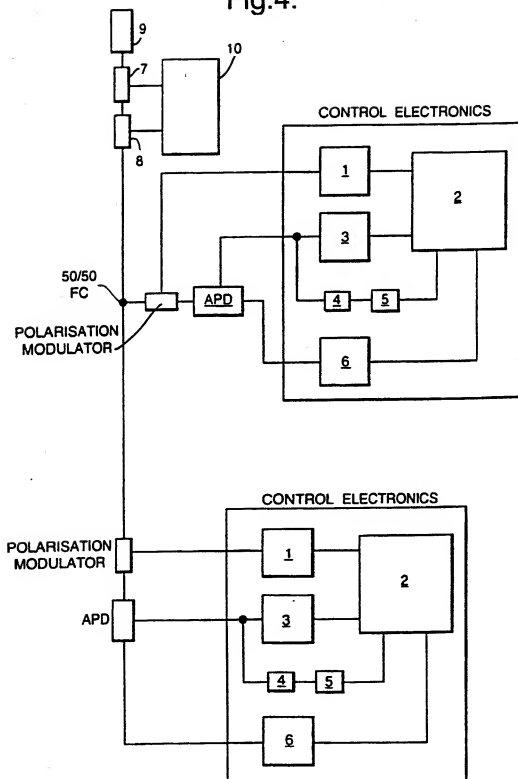 Fig.4.
9
7
10
8
CONTROL ELECTRONICS
1
2
3
50/50
FC
APD
4
5
POLARISATION
MODULATOR
6
CONTROL ELECTRONICS
POLARISATION
MODULATOR
1
2
APD
3
4
5
6